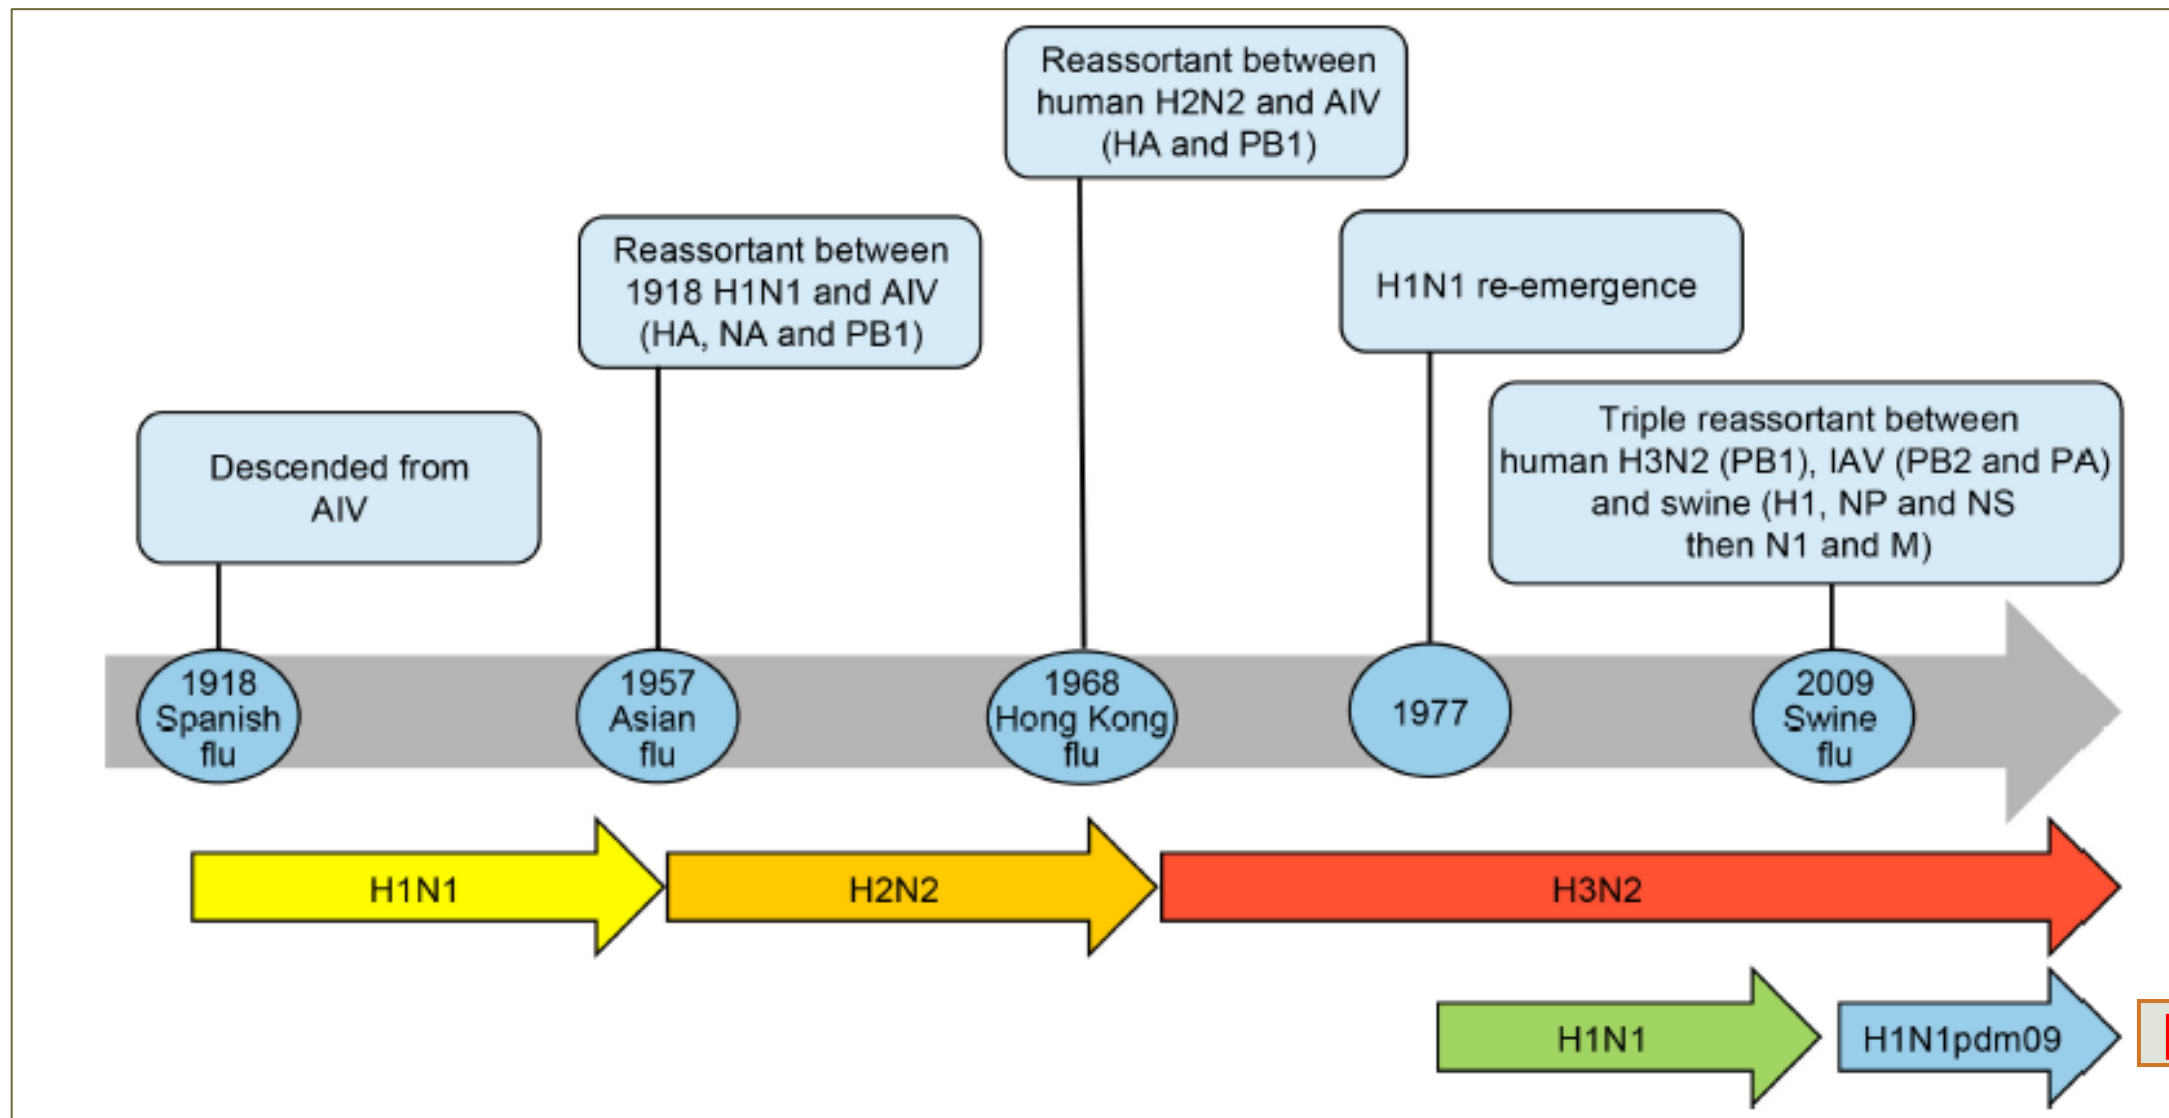 Reassortant between
human H2N2 and AIV
(HA and PB1)
Reassortant between
1918 H1N1 and AIV
(HA, NA and PB1)
H1N1 re-emergence
Descended from
AIV
Triple reassortant between
human H3N2 (PB1), IAV (PB2 and PA)
and swine (H1, NP and NS
then N1 and M)
1918
Spanish
flu
1957
Asian
flu
1968
Hong Kong
flu
1977
2009
Swine
flu
H1N1
H2N2
H3N2
H1N1
H1N1pdm09